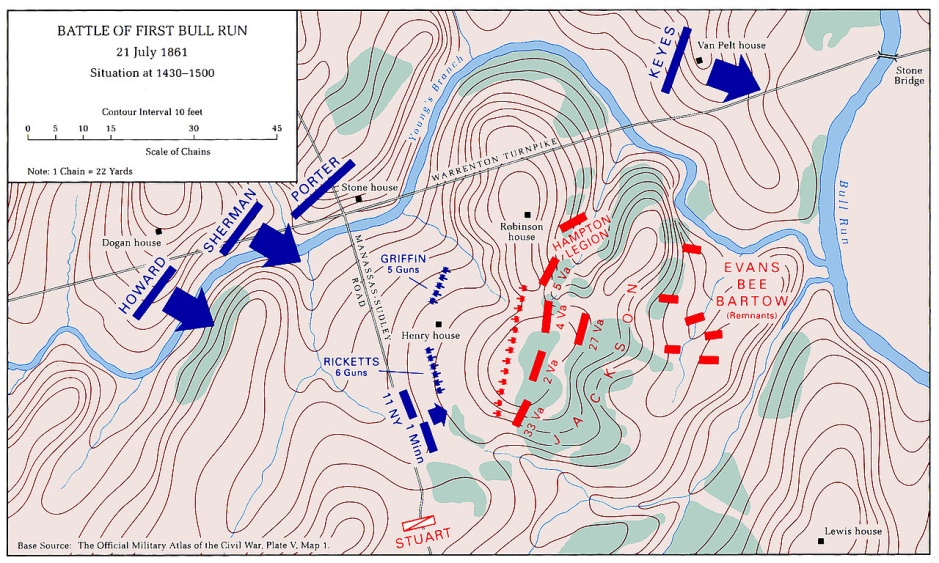 BATTLE OF FIRST BULL RUN
21 July 1861
Situation at 1430–1500
Contour Interval 10 feet
0 5 10 15 30 45
Scale of Chains
Note: 1 Chain = 22 Yards
KEYES
Van Pelt house
Stone Bridge
Young's Branch
WARRENTON TURNPIKE
Bull Run
PORTER
Stone house
SHERMAN
Dogan house
HOWARD
MANASSAS-SUDLEY
ROAD
Robinson
house
HAMPTON
LEGION
GRIFFIN
5 Guns
5 Va
4 Va
27 Va
2 Va
33 Va
JACKSON
EVANS
BEE
BARTOW
(Remnants)
Henry house
RICKETTS
6 Guns
11 NY
1 Minn
STUART
Lewis house
Base Source: The Official Military Atlas of the Civil War, Plate V, Map 1.